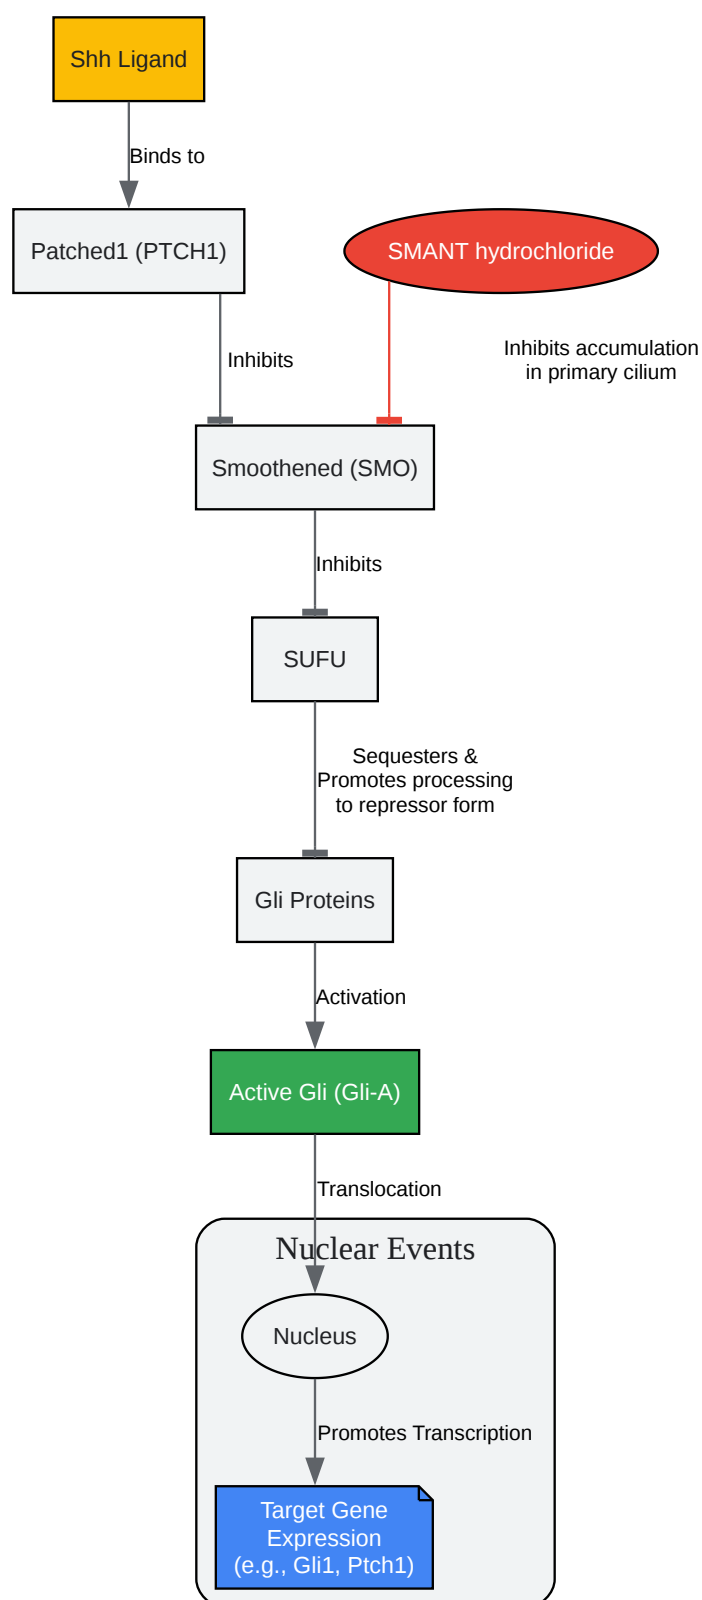 Shh Ligand
Binds to
Patched1 (PTCH1)
SMANT hydrochloride
Inhibits
Inhibits accumulation
in primary cilium
Smoothened (SMO)
Inhibits
SUFU
Sequesters &
Promotes processing
to repressor form
Gli Proteins
Activation
Active Gli (Gli-A)
Translocation
Nuclear Events
Nucleus
Promotes Transcription
Target Gene
Expression
(e.g., Gli1, Ptch1)